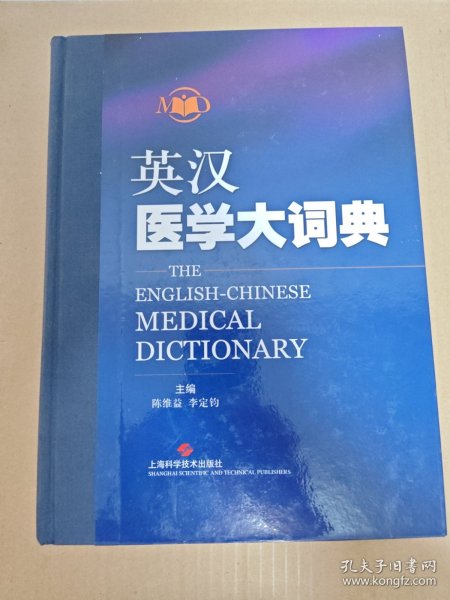 MD
英汉
医学大词典
THE
ENGLISH-CHINESE
MEDICAL
DICTIONARY
主编
陈维益 李定钧
上海科学技术出版社
SHANGHAI SCIENTIFIC AND TECHNICAL PUBLISHERS
孔夫子旧书网
www.kongfz.com